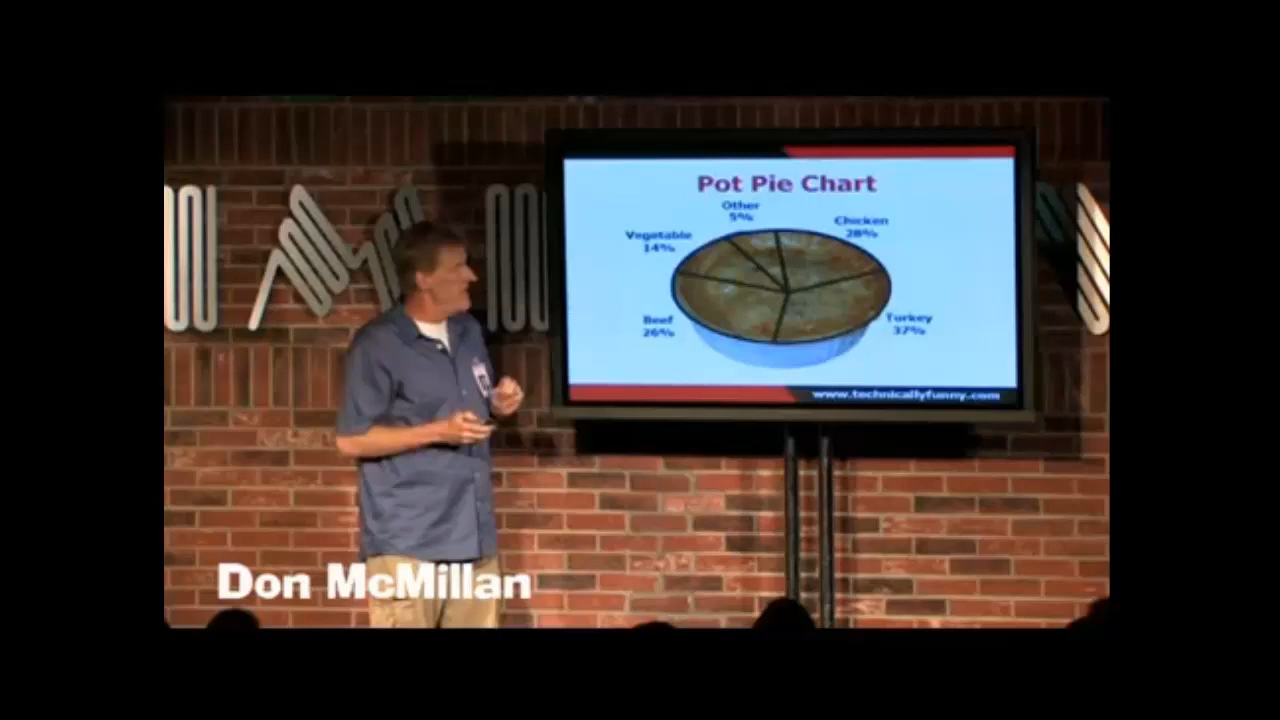 Pot Pie Chart
Other
5%
Chicken
28%
Vegetable
14%
Beef
26%
Turkey
37%
www.technicallyfunny.com
Don McMillan